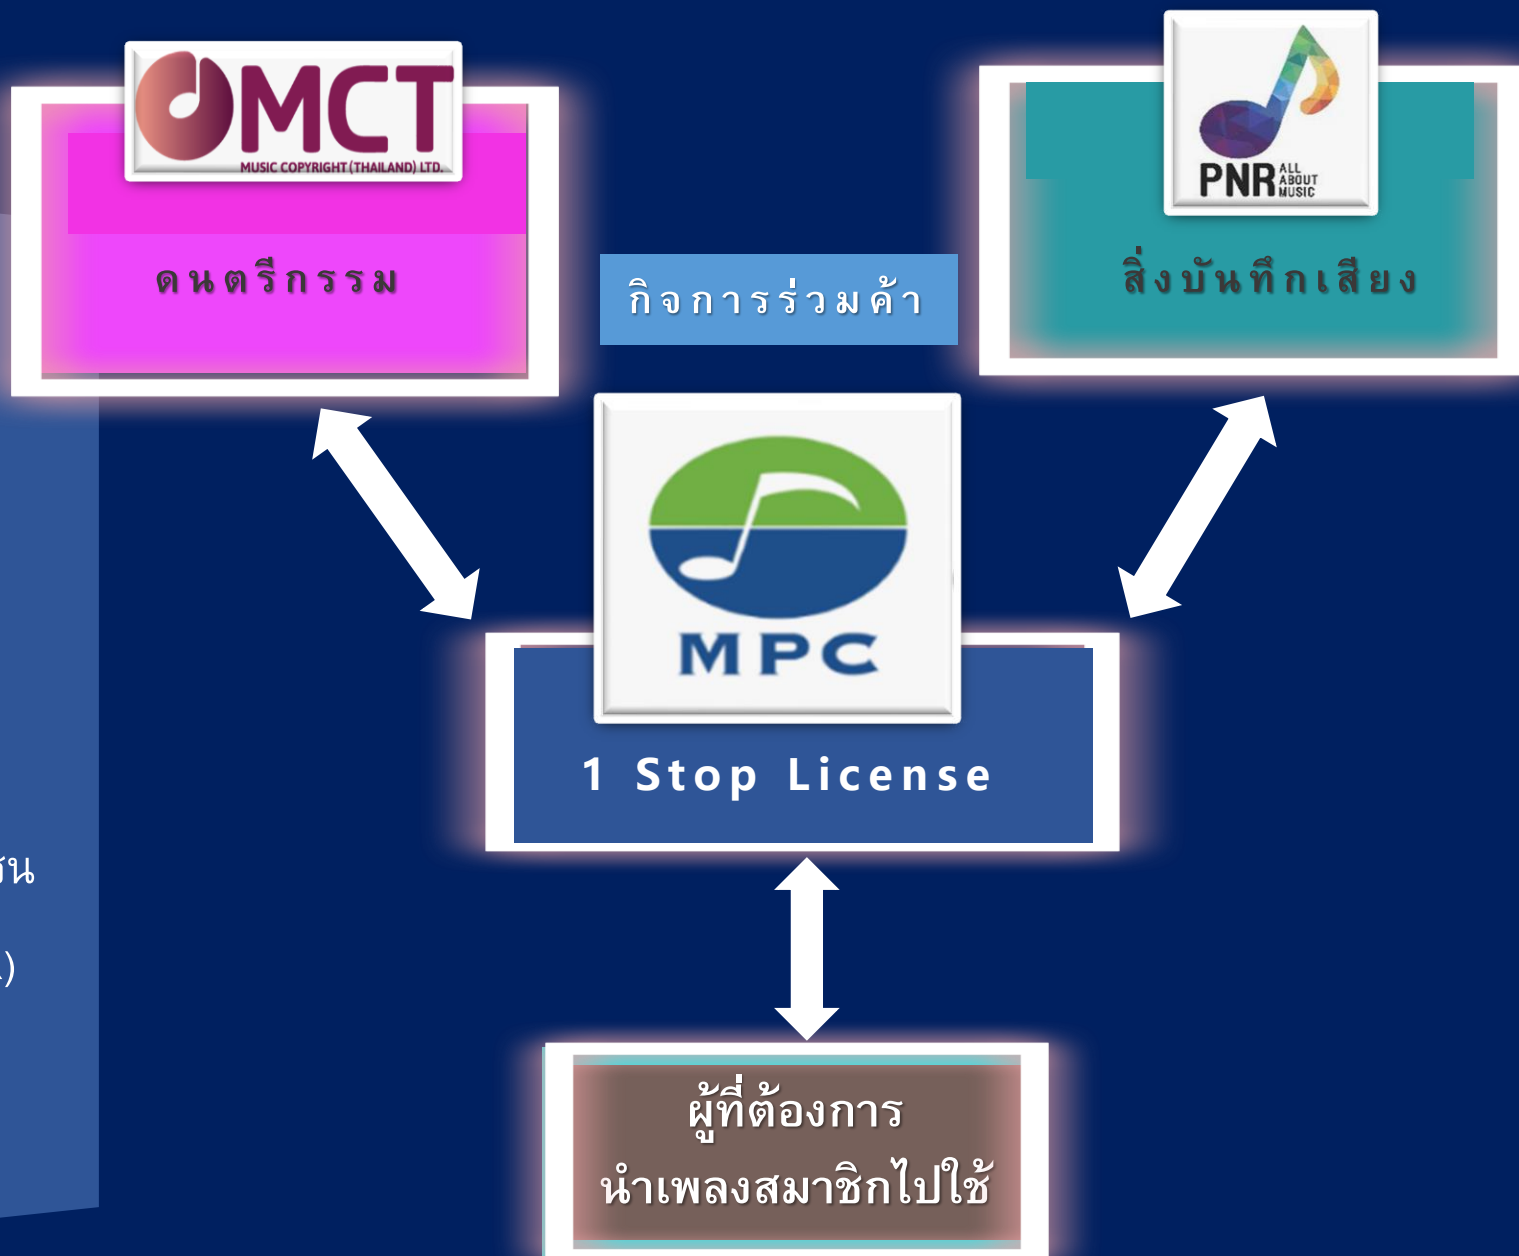 MCT
MUSIC COPYRIGHT (THAILAND) LTD.
ดนตรีกรรม
PNR ALL
ABOUT
MUSIC
สิ่งบันทึกเสียง
กิจการร่วมค้า
MPC
1 Stop License
ผู้ที่ต้องการ
นำเพลงสมาชิกไปใช้